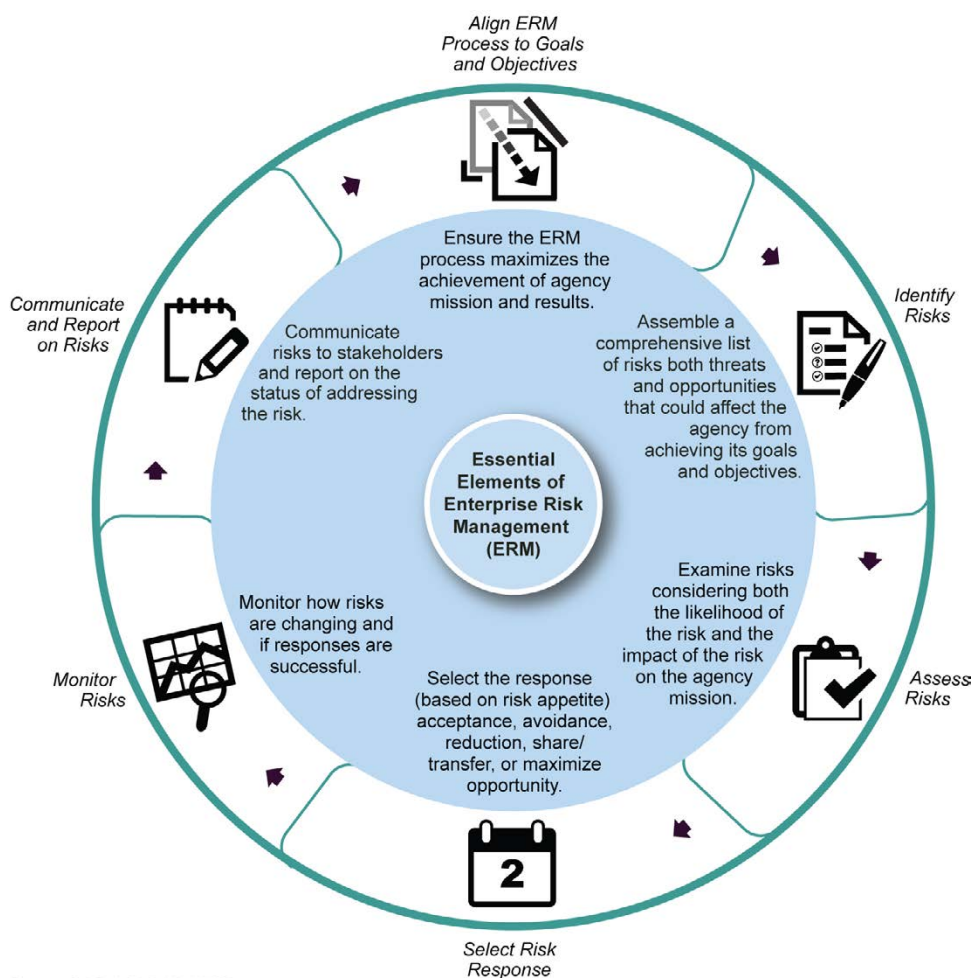 Align ERM
Process to Goals
and Objectives
Ensure the ERM
process maximizes the
achievement of agency
mission and results.
Identify
Risks
Assemble a
comprehensive list
of risks both threats
and opportunities
that could affect the
agency from
achieving its goals
and objectives.
Assess
Risks
Examine risks
considering both
the likelihood of
the risk and the
impact of the risk
on the agency
mission.
Select Risk
Response
Select the response
(based on risk appetite)
acceptance, avoidance,
reduction, share/
transfer, or maximize
opportunity.
2
Monitor
Risks
Monitor how risks
are changing and
if responses are
successful.
Communicate
and Report
on Risks
Communicate
risks to stakeholders
and report on the
status of addressing
the risk.
Essential
Elements of
Enterprise Risk
Management
(ERM)